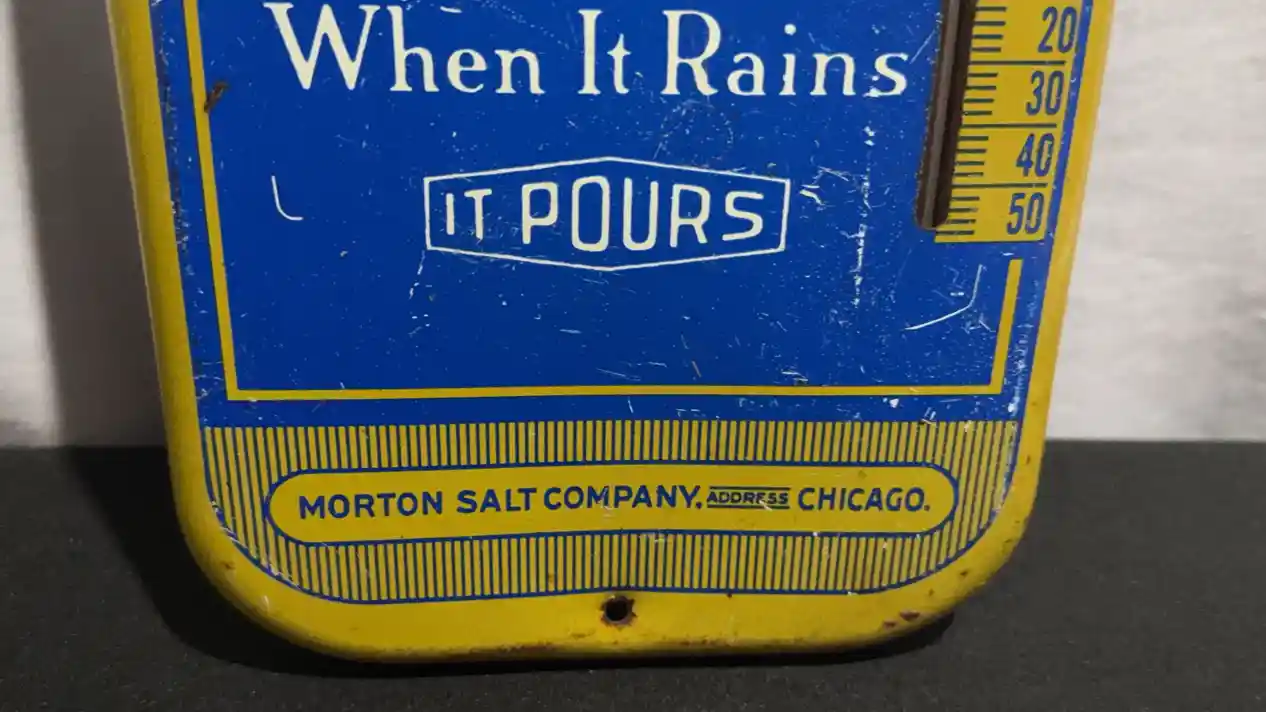 When It Rains
IT POURS
20
30
40
50
MORTON SALT COMPANY, ADDRESS CHICAGO.